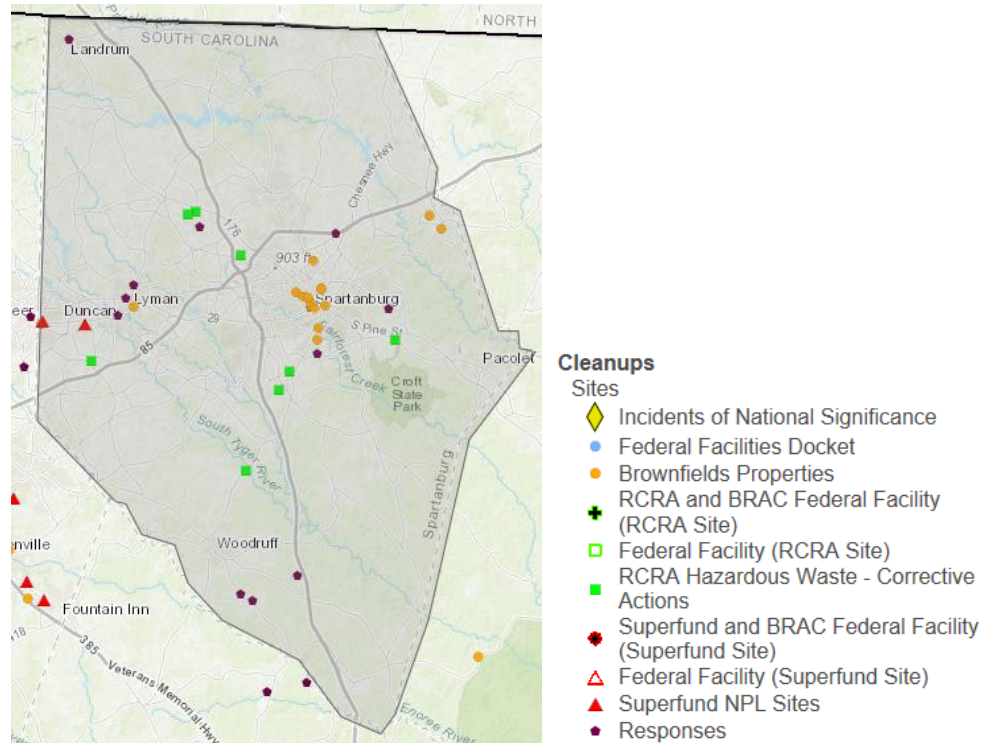 NORTH
SOUTH CAROLINA
Landrum
Chesnee Hwy
176
903 ft
Lyman
Spartanburg
eer
Duncan
29
S Pine St
85
Fairforest Creek
Pacolet
Croft
State
Park
South Tyger River
Spartanburg
Woodruff
nville
Fountain Inn
418
385
Veterans Memorial Hwy
Enoree River
Cleanups
Sites
Incidents of National Significance
Federal Facilities Docket
Brownfields Properties
RCRA and BRAC Federal Facility
(RCRA Site)
Federal Facility (RCRA Site)
RCRA Hazardous Waste - Corrective
Actions
Superfund and BRAC Federal Facility
(Superfund Site)
Federal Facility (Superfund Site)
Superfund NPL Sites
Responses